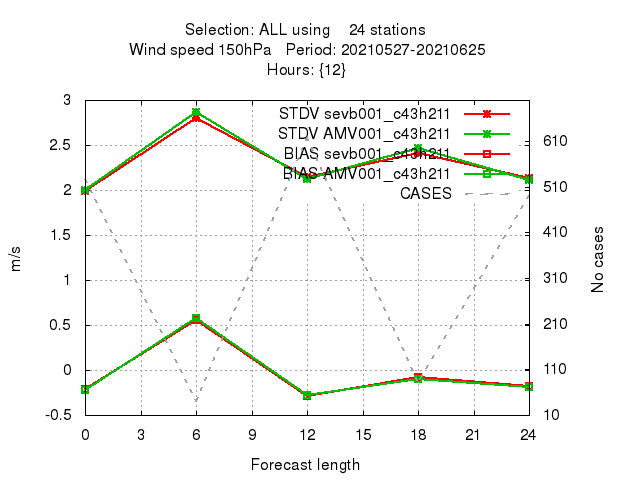 Selection: ALL using 24 stations
Wind speed 150hPa Period: 20210527-20210625
Hours: {12}
3
2.5
2
1.5
1
0.5
0
-0.5
m/s
STDV sevb001_c43h211
STDV AMV001_c43h211
BIAS sevb001_c43h211
BIAS AMV001_c43h211
CASES
610
510
410
310
210
110
10
No cases
0 3 6 9 12 15 18 21 24
Forecast length